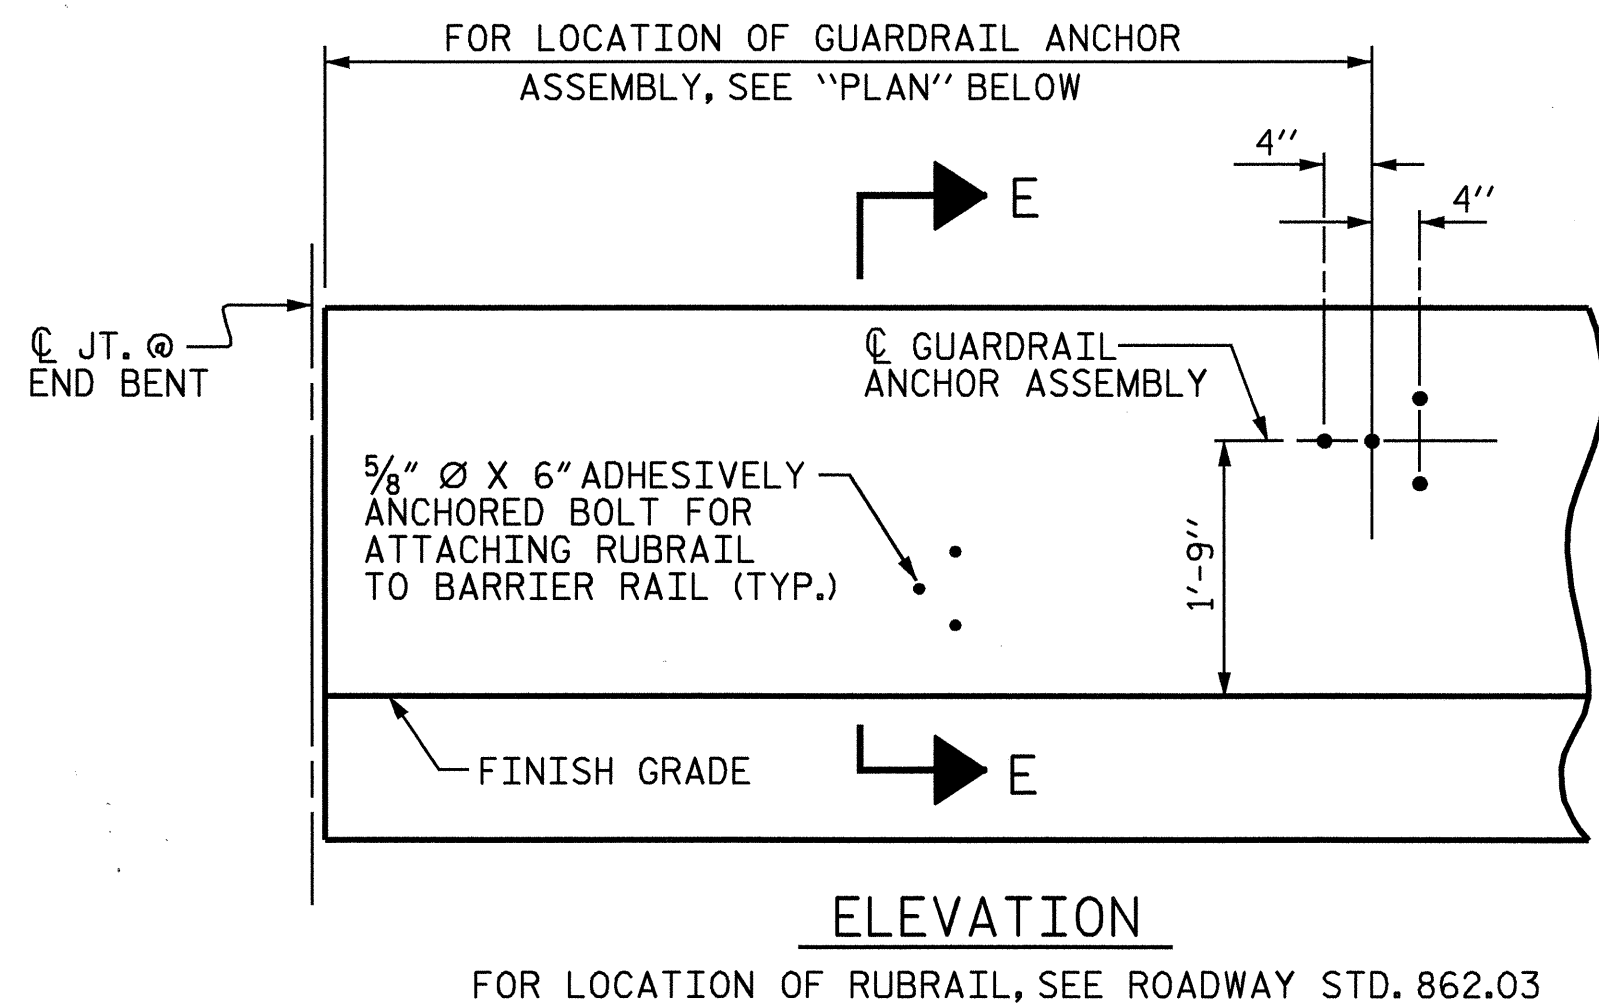 FOR LOCATION OF GUARDRAIL ANCHOR
ASSEMBLY, SEE "PLAN" BELOW
4"
4"
E
℄ JT. @
END BENT
℄ GUARDRAIL
ANCHOR ASSEMBLY
5/8" Ø X 6" ADHESIVELY
ANCHORED BOLT FOR
ATTACHING RUBRAIL
TO BARRIER RAIL (TYP.)
1'-9"
FINISH GRADE
E
ELEVATION
FOR LOCATION OF RUBRAIL, SEE ROADWAY STD. 862.03